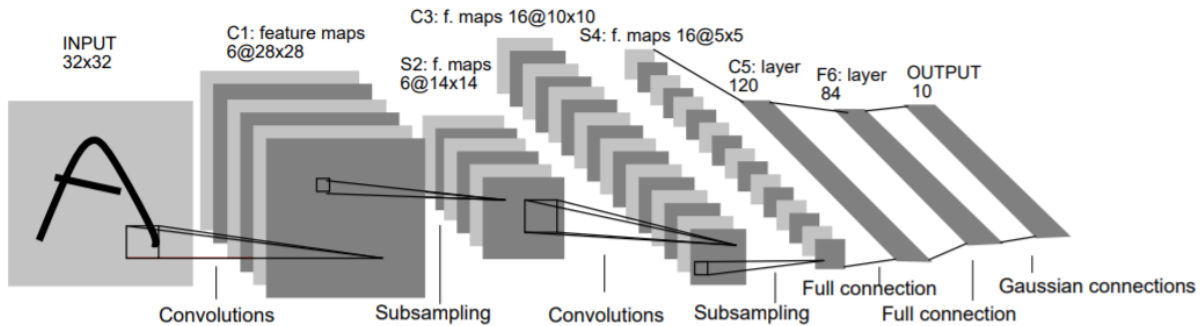 INPUT
32x32
C1: feature maps
6@28x28
S2: f. maps
6@14x14
C3: f. maps 16@10x10
S4: f. maps 16@5x5
C5: layer
120
F6: layer
84
OUTPUT
10
Convolutions
Subsampling
Convolutions
Subsampling
Full connection
Full connection
Gaussian connections
A